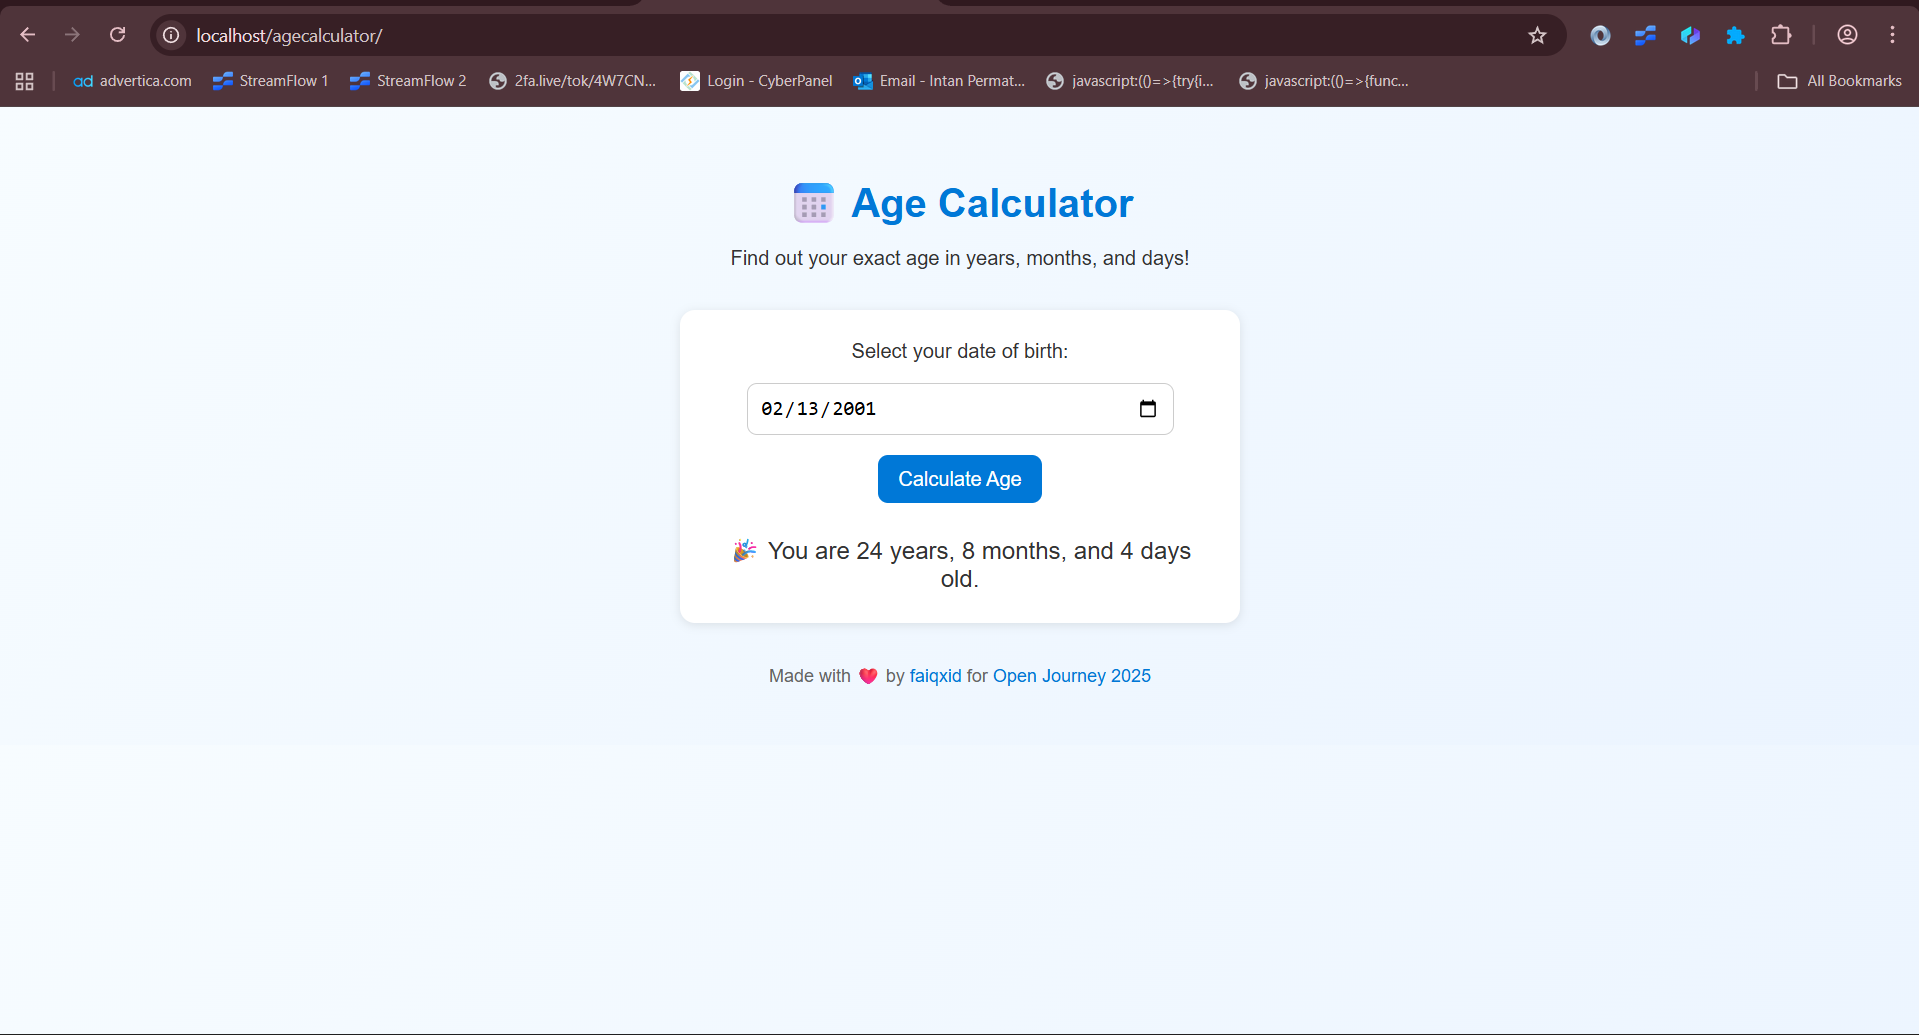 localhost/agecalculator/
advertica.com
StreamFlow 1
StreamFlow 2
2fa.live/tok/4W7CN...
Login - CyberPanel
Email - Intan Permat...
javascript:(()=>{try{i...
javascript:(()=>{func...
All Bookmarks
Age Calculator
Find out your exact age in years, months, and days!
Select your date of birth:
02/13/2001
Calculate Age
🎉 You are 24 years, 8 months, and 4 days
old.
Made with ❤️ by faiqxid for Open Journey 2025